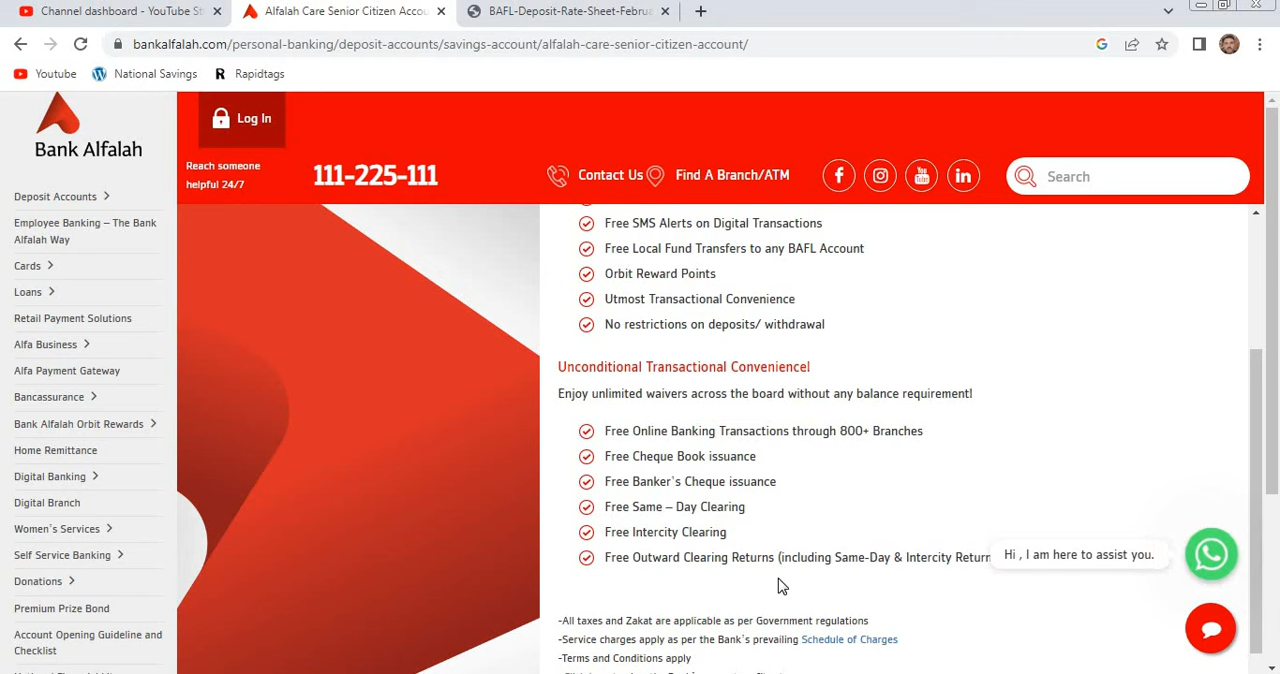 Channel dashboard - YouTube St
Alfalah Care Senior Citizen Accou
BAFL-Deposit-Rate-Sheet-Februa
bankalfalah.com/personal-banking/deposit-accounts/savings-account/alfalah-care-senior-citizen-account/
Youtube
National Savings
Rapidtags
Bank Alfalah
Log In
Reach someone
helpful 24/7
111-225-111
Contact Us
Find A Branch/ATM
Search
Deposit Accounts
Employee Banking – The Bank
Alfalah Way
Cards
Loans
Retail Payment Solutions
Alfa Business
Alfa Payment Gateway
Bancassurance
Bank Alfalah Orbit Rewards
Home Remittance
Digital Banking
Digital Branch
Women's Services
Self Service Banking
Donations
Premium Prize Bond
Account Opening Guideline and
Checklist
Free SMS Alerts on Digital Transactions
Free Local Fund Transfers to any BAFL Account
Orbit Reward Points
Utmost Transactional Convenience
No restrictions on deposits/ withdrawal
Unconditional Transactional Convenience!
Enjoy unlimited waivers across the board without any balance requirement!
Free Online Banking Transactions through 800+ Branches
Free Cheque Book issuance
Free Banker's Cheque issuance
Free Same – Day Clearing
Free Intercity Clearing
Free Outward Clearing Returns (including Same-Day & Intercity Return
Hi , I am here to assist you.
-All taxes and Zakat are applicable as per Government regulations
-Service charges apply as per the Bank's prevailing Schedule of Charges
-Terms and Conditions apply